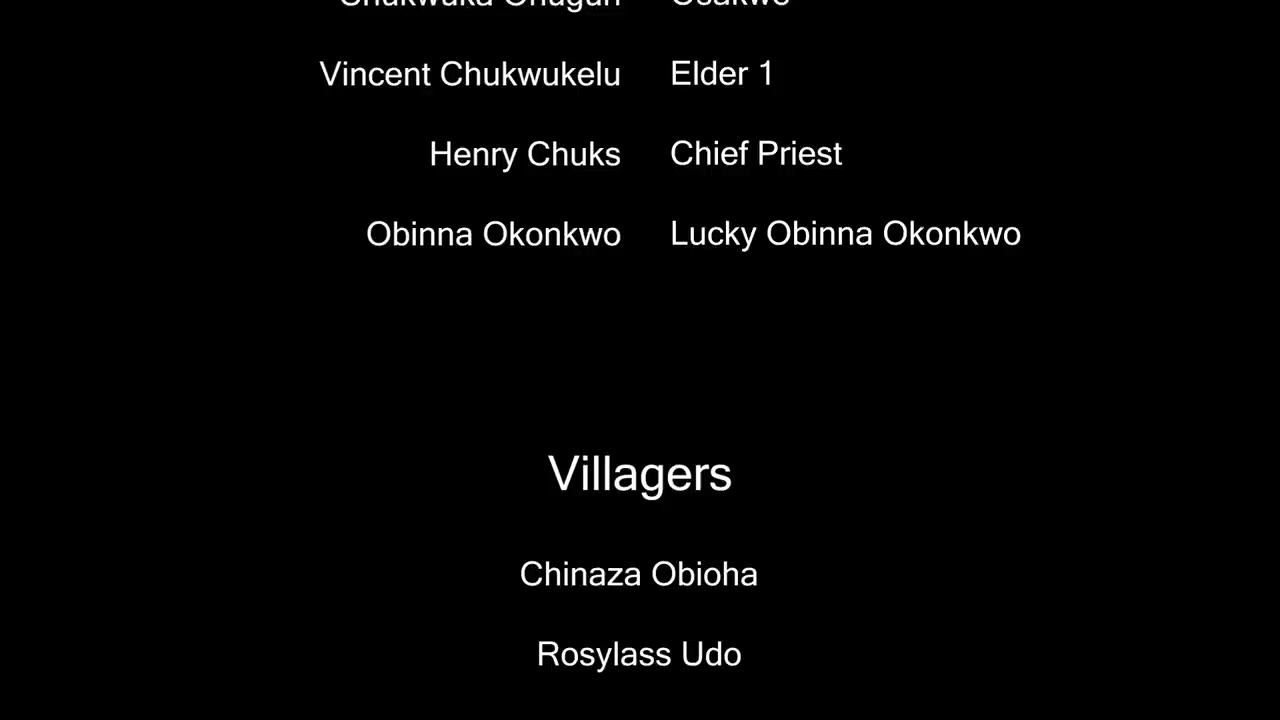 Vincent Chukwukelu Elder 1
Henry Chuks Chief Priest
Obinna Okonkwo Lucky Obinna Okonkwo
Villagers
Chinaza Obioha
Rosylass Udo